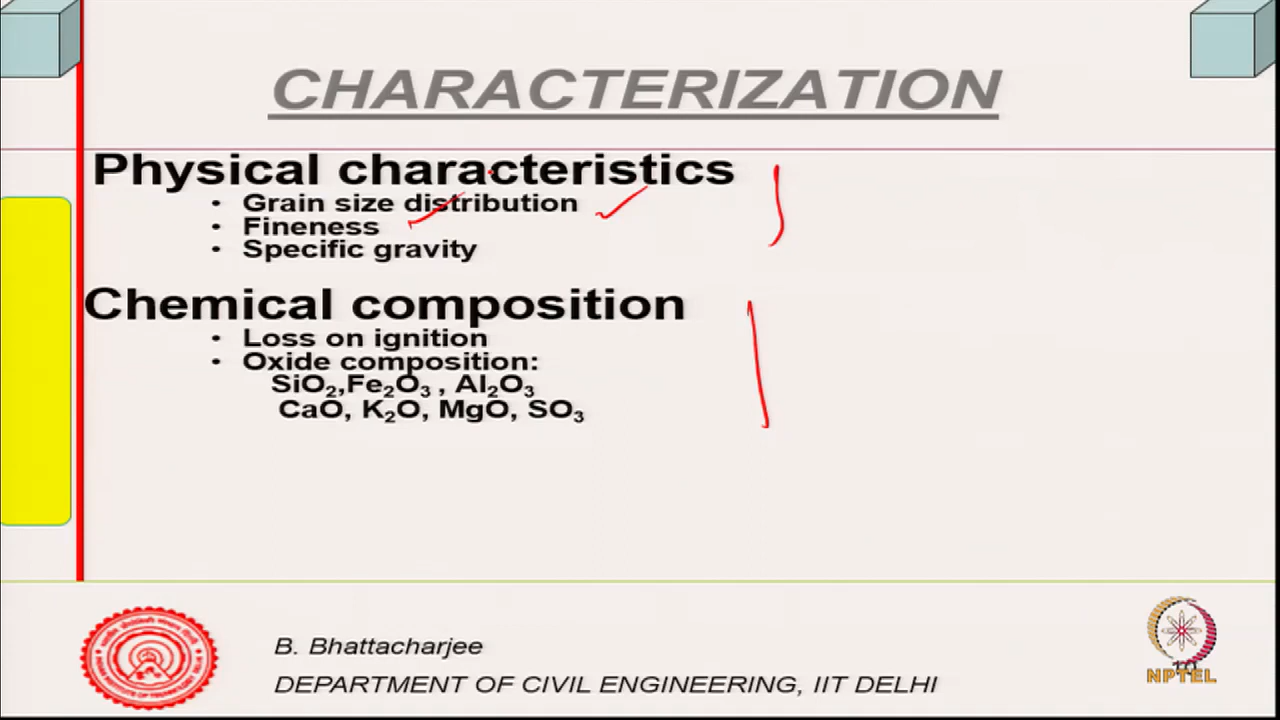 CHARACTERIZATION
Physical characteristics
• Grain size distribution
• Fineness
• Specific gravity
Chemical composition
• Loss on ignition
• Oxide composition:
SiO₂,Fe₂O₃ , Al₂O₃
CaO, K₂O, MgO, SO₃
B. Bhattacharjee
DEPARTMENT OF CIVIL ENGINEERING, IIT DELHI
10
NPTEL